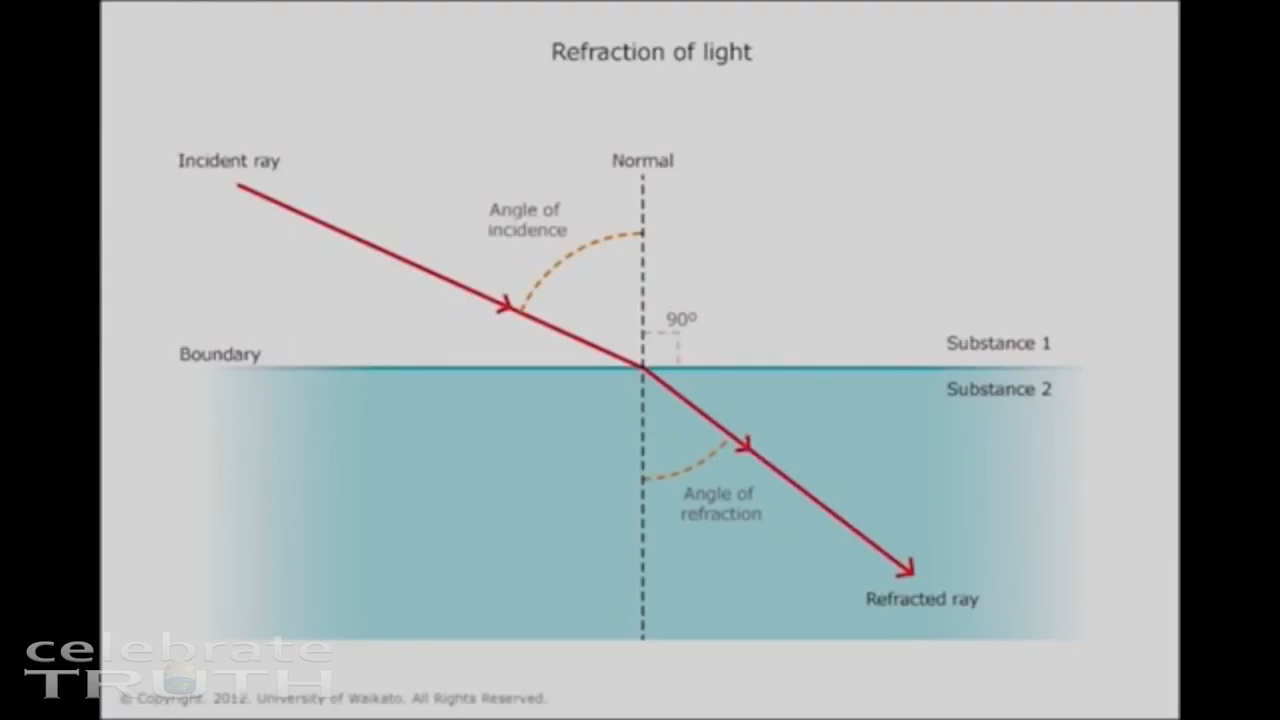 Refraction of light
Incident ray
Normal
Angle of
incidence
90º
Boundary
Substance 1
Substance 2
Angle of
refraction
Refracted ray
celebrate
TRUTH
© Copyright. 2012. University of Waikato. All Rights Reserved.